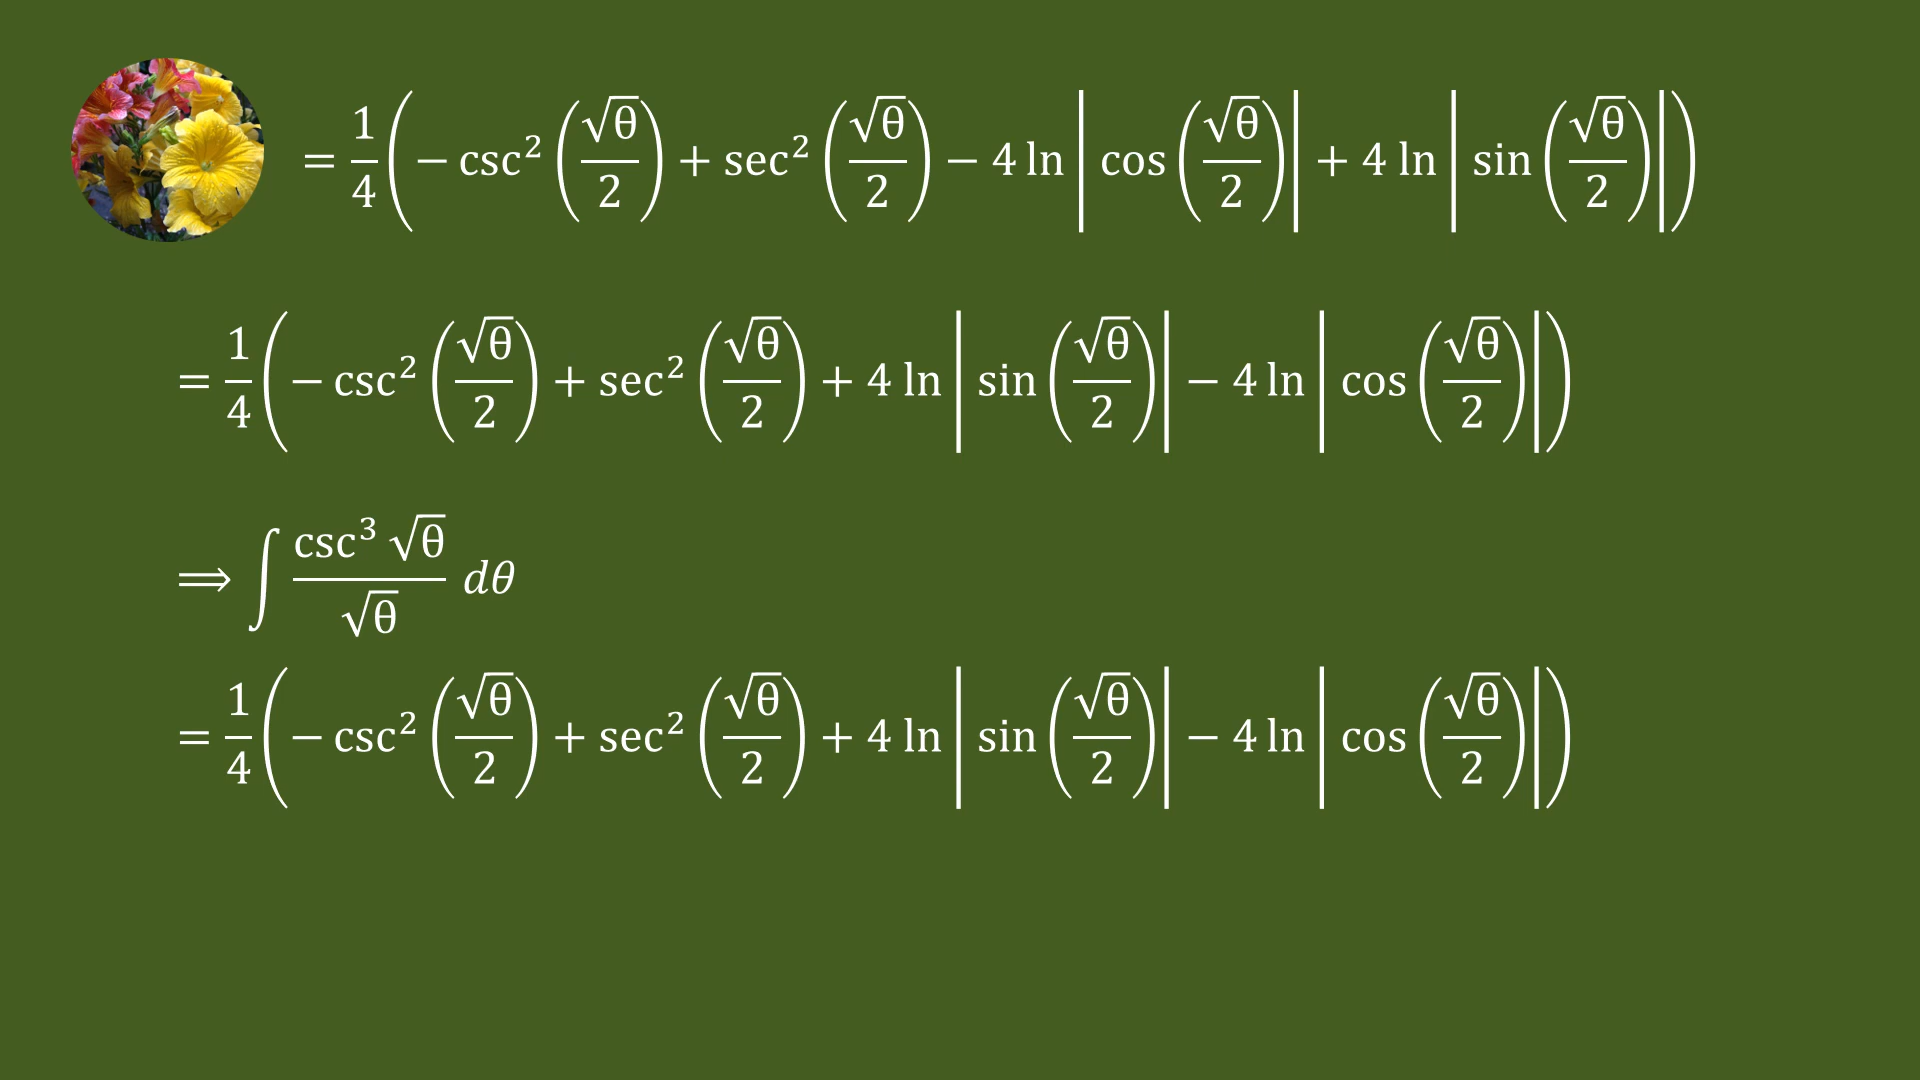 = 1/4 ( − csc² (√θ/2) + sec² (√θ/2) − 4 ln | cos (√θ/2) | + 4 ln | sin (√θ/2) | )
= 1/4 ( − csc² (√θ/2) + sec² (√θ/2) + 4 ln | sin (√θ/2) | − 4 ln | cos (√θ/2) | )
⟹ ∫ csc³ √θ / √θ dθ
= 1/4 ( − csc² (√θ/2) + sec² (√θ/2) + 4 ln | sin (√θ/2) | − 4 ln | cos (√θ/2) | )